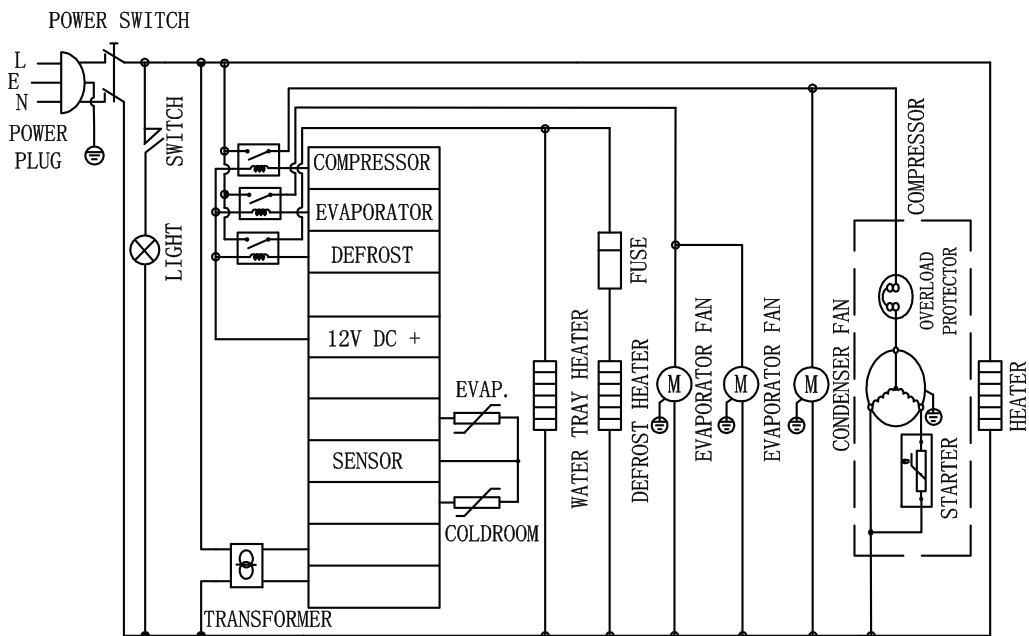 POWER SWITCH
L
E
N
POWER
PLUG
SWITCH
LIGHT
COMPRESSOR
EVAPORATOR
DEFROST
12V DC +
EVAP.
SENSOR
COLDROOM
TRANSFORMER
WATER TRAY HEATER
FUSE
DEFROST HEATER
M
EVAPORATOR FAN
M
EVAPORATOR FAN
M
CONDENSER FAN
COMPRESSOR
OVERLOAD
PROTECTOR
STARTER
HEATER